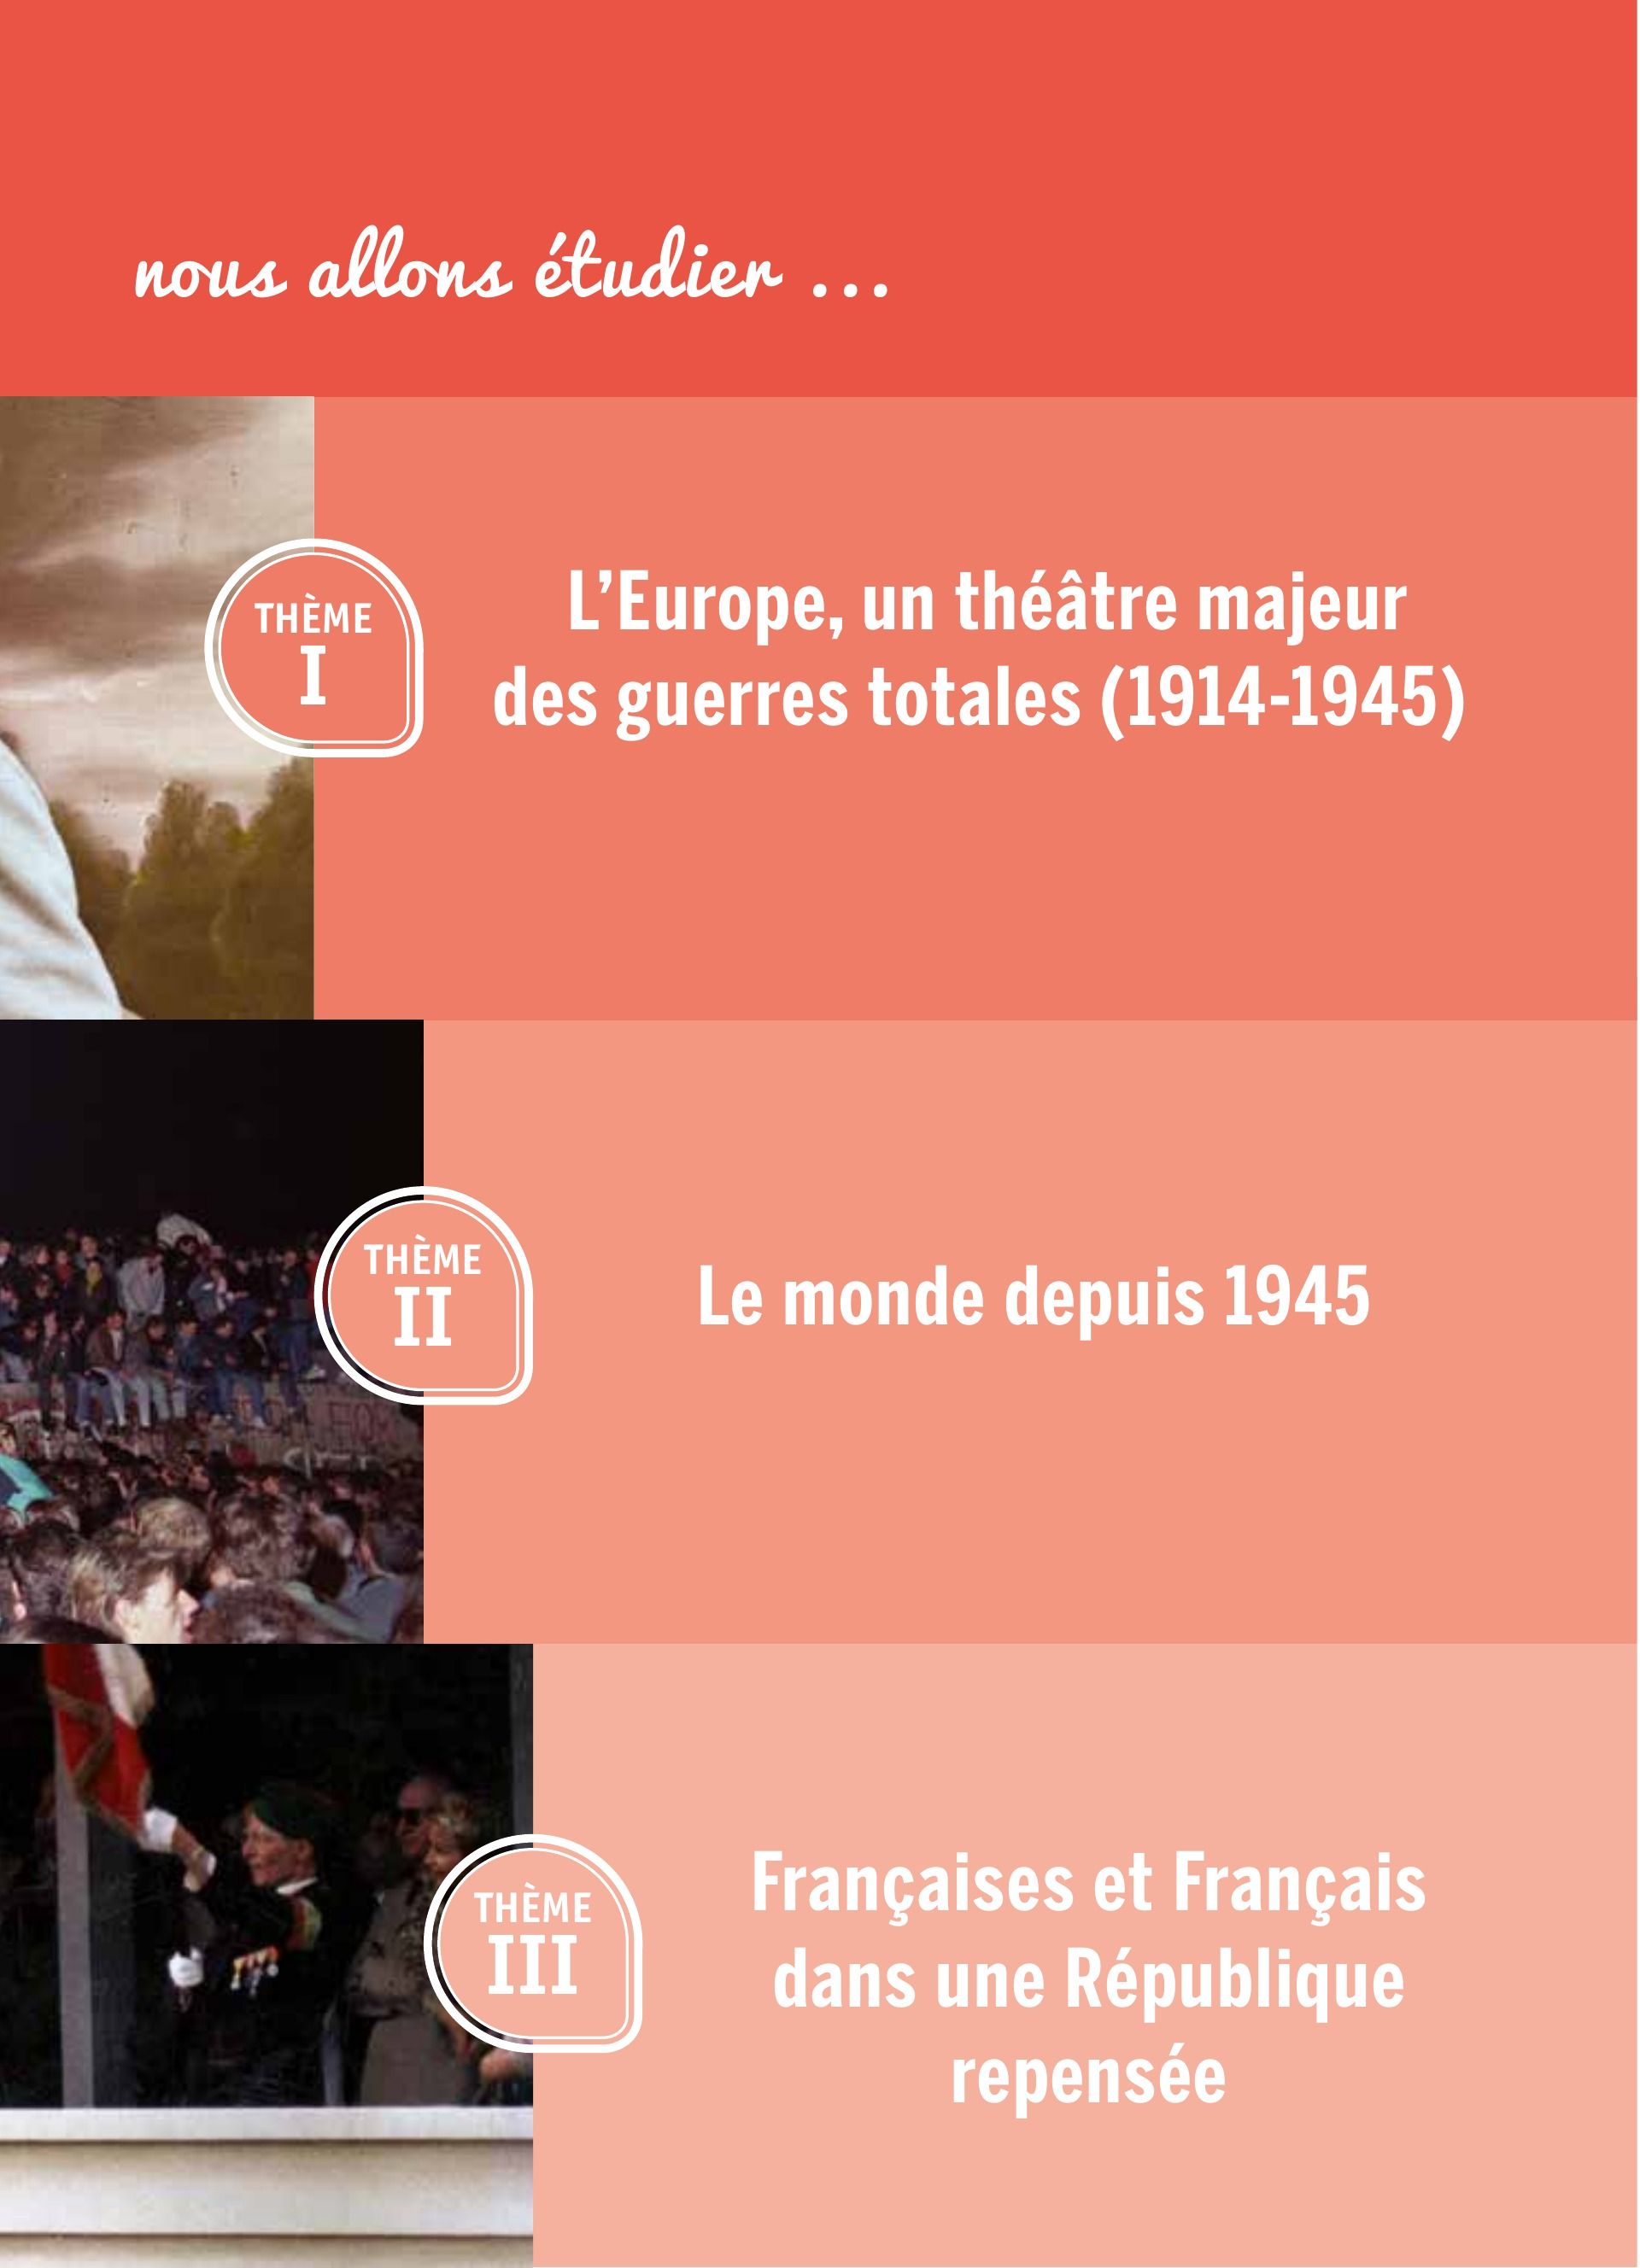 nous allons étudier ...
THÈME
I
L’Europe, un théâtre majeur
des guerres totales (1914-1945)
THÈME
II
Le monde depuis 1945
THÈME
III
Françaises et Français
dans une République
repensée